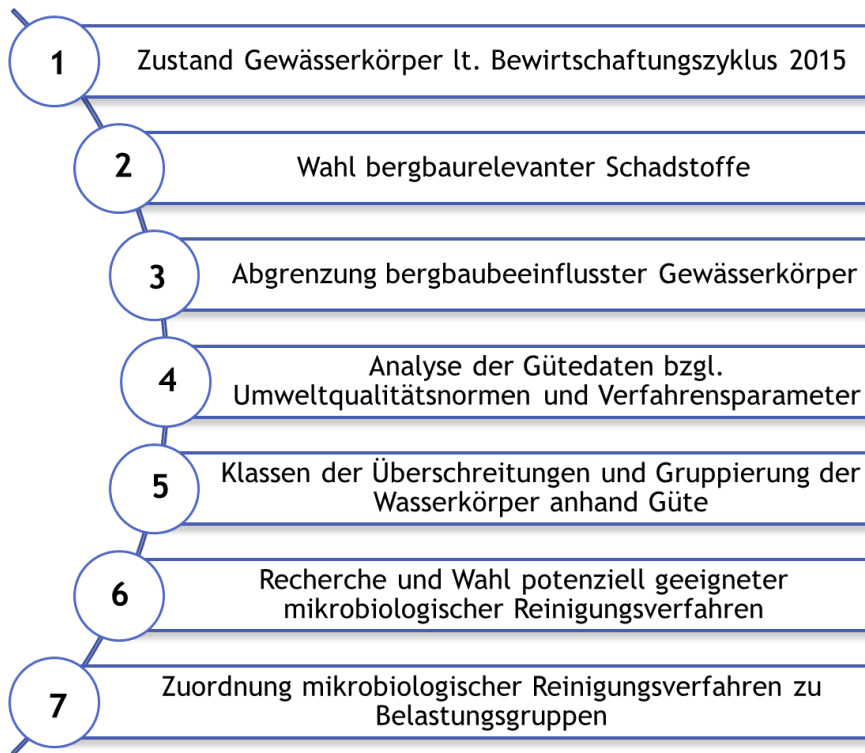 1
Zustand Gewässerkörper lt. Bewirtschaftungszyklus 2015
2
Wahl bergbaurelevanter Schadstoffe
3
Abgrenzung bergbaubeeinflusster Gewässerkörper
4
Analyse der Gütedaten bzgl.
Umweltqualitätsnormen und Verfahrensparameter
5
Klassen der Überschreitungen und Gruppierung der
Wasserkörper anhand Güte
6
Recherche und Wahl potenziell geeigneter
mikrobiologischer Reinigungsverfahren
7
Zuordnung mikrobiologischer Reinigungsverfahren zu
Belastungsgruppen